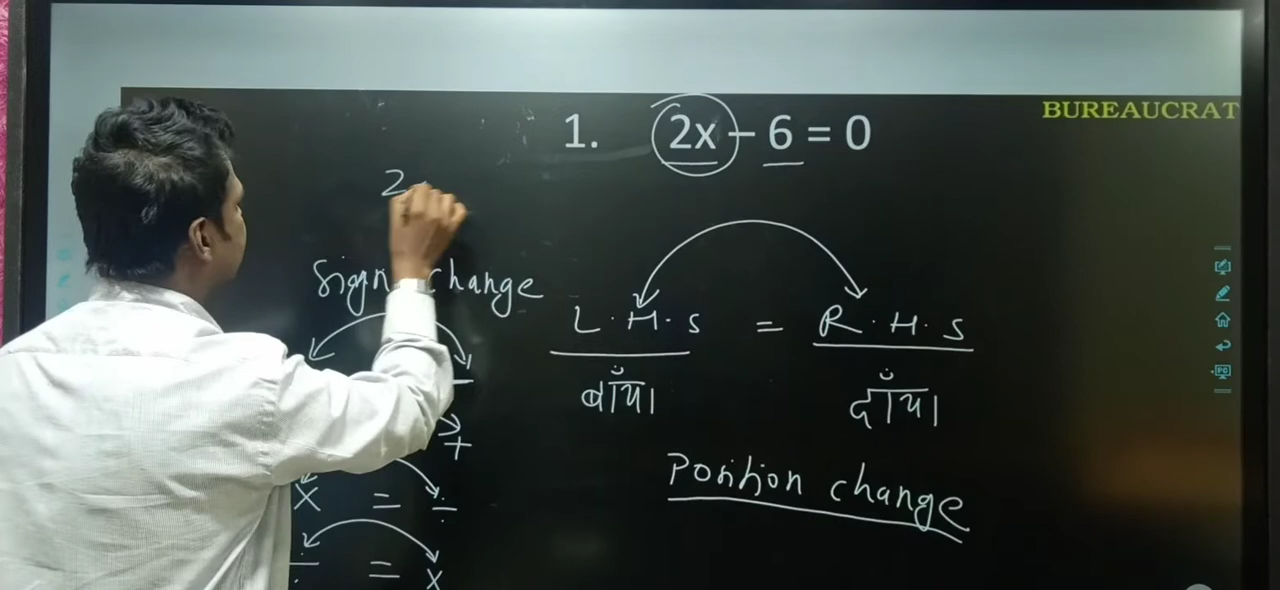 BUREAUCRAT
1. 2x – 6 = 0
2
Sign change
L.H.S = R.H.S
बाँया दाँया
–
+
Position change
x = ÷
÷ = x